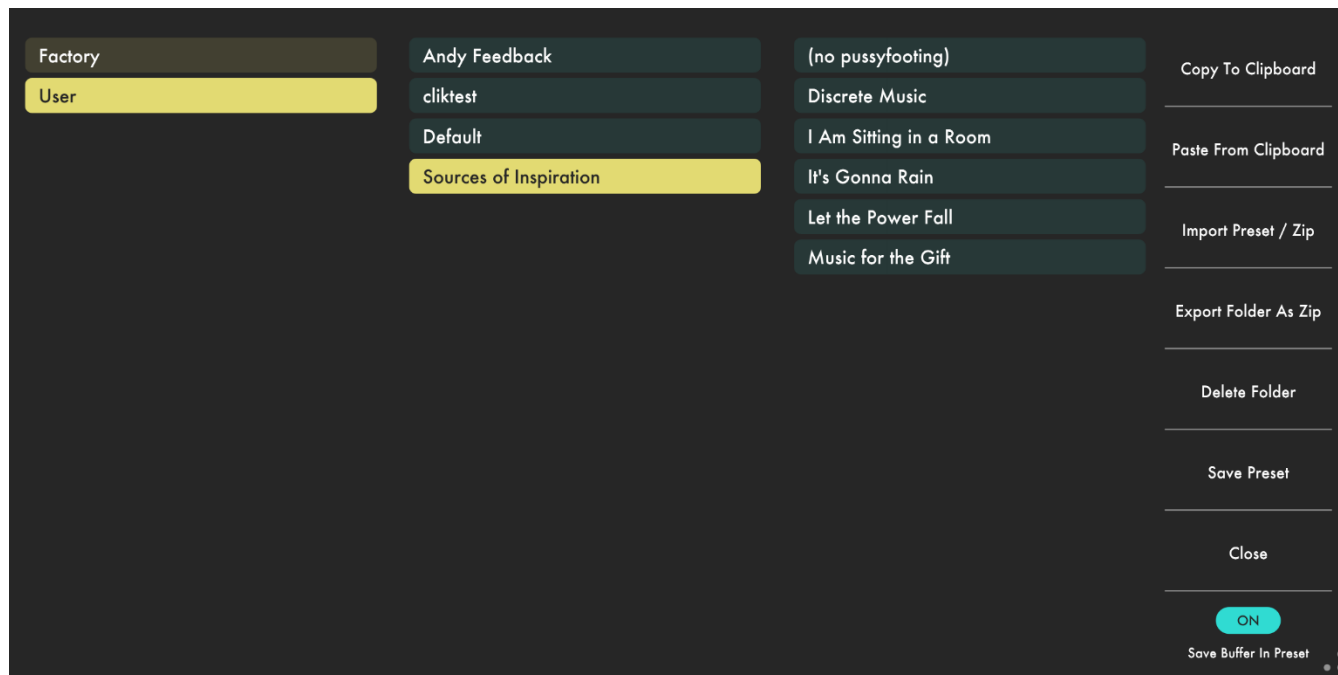 Factory
User
Andy Feedback
cliktest
Default
Sources of Inspiration
(no pussyfooting)
Discrete Music
I Am Sitting in a Room
It's Gonna Rain
Let the Power Fall
Music for the Gift
Copy To Clipboard
Paste From Clipboard
Import Preset / Zip
Export Folder As Zip
Delete Folder
Save Preset
Close
ON
Save Buffer In Preset